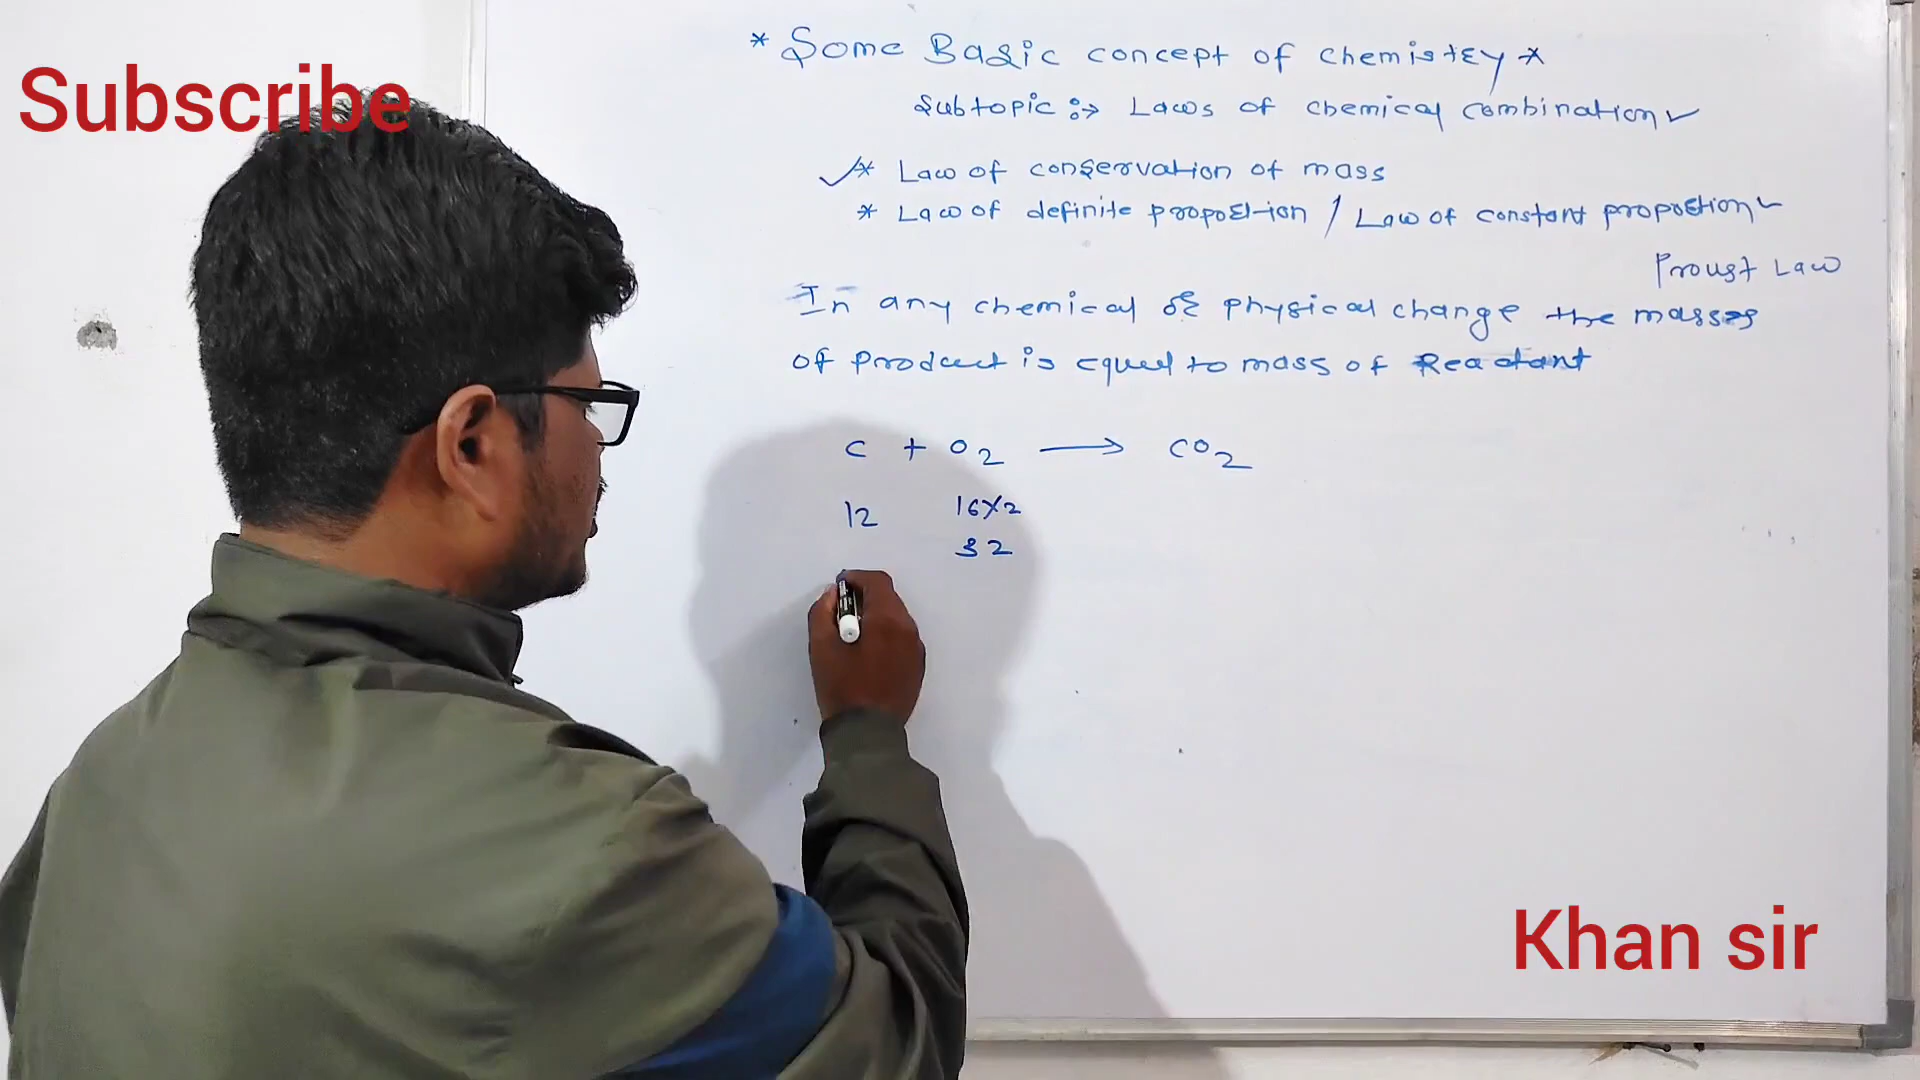 Subscribe
* Some Basic concept of chemistry *
Subtopic :→ Laws of chemical combination ✓
✓* Law of conservation of mass
* Law of definite proportion / Law of constant proportion ✓
Proust Law
In any chemical or physical change the masses
of product is equal to mass of Reactant
C + O2 → CO2
12 16x2
32
Khan sir